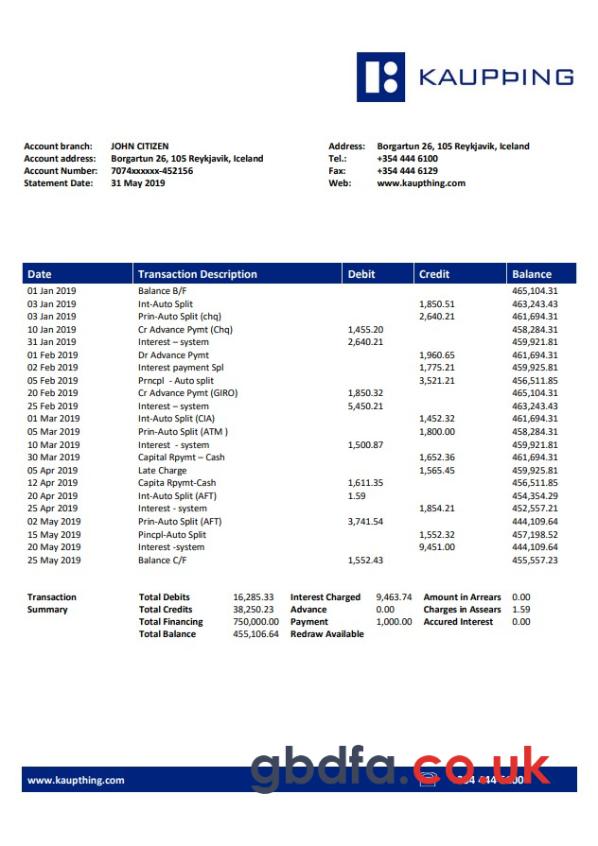 KAUPÞING
Account branch: JOHN CITIZEN Address: Borgartun 26, 105 Reykjavik, Iceland
Account address: Borgartun 26, 105 Reykjavik, Iceland Tel.: +354 444 6100
Account Number: 7074xxxxxx-452156 Fax: +354 444 6129
Statement Date: 31 May 2019 Web: www.kaupthing.com
Date Transaction Description Debit Credit Balance
01 Jan 2019 Balance B/F 465,104.31
03 Jan 2019 Int-Auto Split 1,850.51 463,243.43
03 Jan 2019 Prin-Auto Split (chq) 2,640.21 461,694.31
10 Jan 2019 Cr Advance Pymt (Chq) 1,455.20 458,284.31
31 Jan 2019 Interest – system 2,640.21 459,921.81
01 Feb 2019 Dr Advance Pymt 1,960.65 461,694.31
02 Feb 2019 Interest payment Spl 1,775.21 459,925.81
05 Feb 2019 Prncpl - Auto split 3,521.21 456,511.85
20 Feb 2019 Cr Advance Pymt (GIRO) 1,850.32 465,104.31
25 Feb 2019 Interest – system 5,450.21 463,243.43
01 Mar 2019 Int-Auto Split (CIA) 1,452.32 461,694.31
05 Mar 2019 Prin-Auto Split (ATM ) 1,800.00 458,284.31
10 Mar 2019 Interest - system 1,500.87 459,921.81
30 Mar 2019 Capital Rpymt – Cash 1,652.36 461,694.31
05 Apr 2019 Late Charge 1,565.45 459,925.81
12 Apr 2019 Capita Rpymt-Cash 1,611.35 456,511.85
20 Apr 2019 Int-Auto Split (AFT) 1.59 454,354.29
25 Apr 2019 Interest - system 1,854.21 452,557.21
02 May 2019 Prin-Auto Split (AFT) 3,741.54 444,109.64
15 May 2019 Pincpl-Auto Split 1,552.32 457,198.52
20 May 2019 Interest -system 9,451.00 444,109.64
25 May 2019 Balance C/F 1,552.43 455,557.23
Transaction Total Debits 16,285.33 Interest Charged 9,463.74 Amount in Arrears 0.00
Summary Total Credits 38,250.23 Advance 0.00 Charges in Assears 1.59
Total Financing 750,000.00 Payment 1,000.00 Accured Interest 0.00
Total Balance 455,106.64 Redraw Available
www.kaupthing.com
gbdfa.co.uk